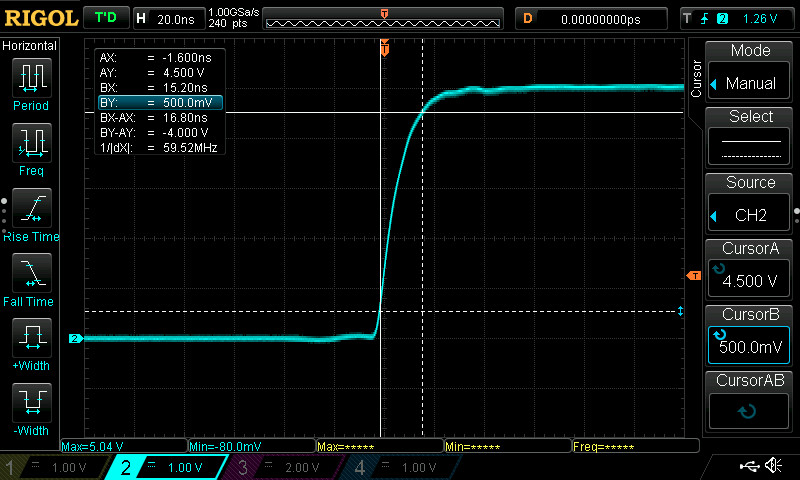 RIGOL T'D H 20.0ns 1.00GSa/s 240 pts T D 0.00000000ps T 2 1.26 V
Horizontal
Period
Freq
Rise Time
Fall Time
+Width
-Width
AX: = -1.600ns
AY: = 4.500 V
BX: = 15.20ns
BY: = 500.0mV
BX-AX: = 16.80ns
BY-AY: = -4.000 V
1/|dX|: = 59.52MHz
T
T
2
Cursor
Mode
Manual
Select
Source
CH2
CursorA
4.500 V
CursorB
500.0mV
CursorAB
Max=5.04 V Min=-80.0mV Max=***** Min=***** Freq=*****
1 = 1.00 V 2 = 1.00 V 3 = 2.00 V 4 = 1.00 V